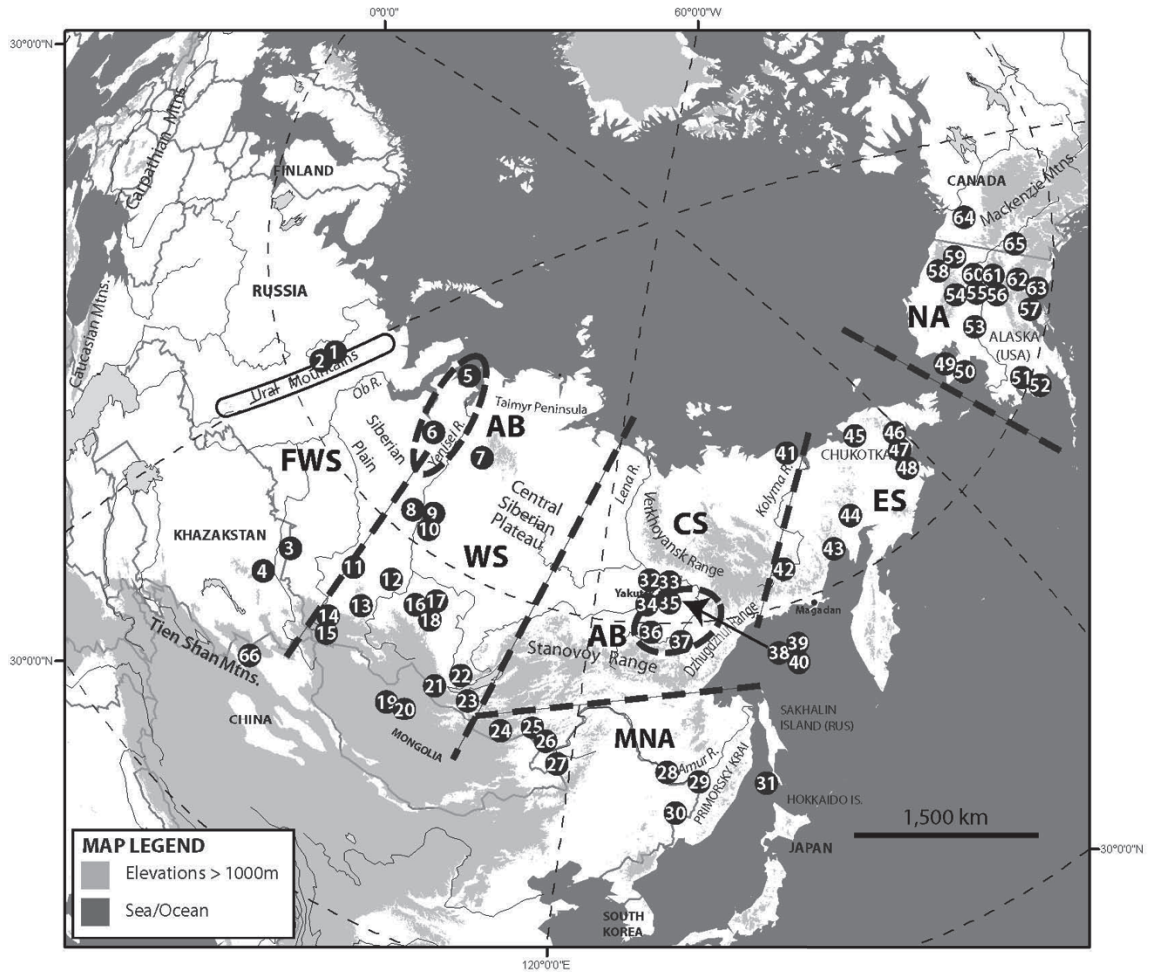 0°0'0"
60°0'0"W
30°0'0"N
Carpathian Mtns.
FINLAND
CANADA
Mackenzie Mtns.
64
65
59
58
60
61
62
63
54
55
56
57
NA
53
ALASKA
(USA)
49
50
51
52
RUSSIA
Caucasian Mtns.
2
1
Ural Mountains
Ob R.
5
Taimyr Peninsula
AB
6
Yenisei R.
7
Siberian
Plain
FWS
Central
Siberian
Plateau
WS
8
9
10
Lena R.
Verkhoyansk Range
CS
41
Kolyma R.
45
46
CHUKOTKA
47
48
ES
44
43
42
Magadan
KHAZAKSTAN
3
4
11
12
13
14
15
16
17
18
32
33
Yakutsk
34
35
AB
36
37
Dzhugdzhur Range
39
38
40
Stanovoy Range
30°0'0"N
66
Tien Shan Mtns.
CHINA
19
20
21
22
23
MONGOLIA
24
25
26
27
MNA
28
Amur R.
29
30
PRIMORSKY KRAI
31
SAKHALIN
ISLAND (RUS)
HOKKAIDO IS.
1,500 km
JAPAN
30°0'0"N
SOUTH
KOREA
MAP LEGEND
Elevations > 1000m
Sea/Ocean
120°0'0"E